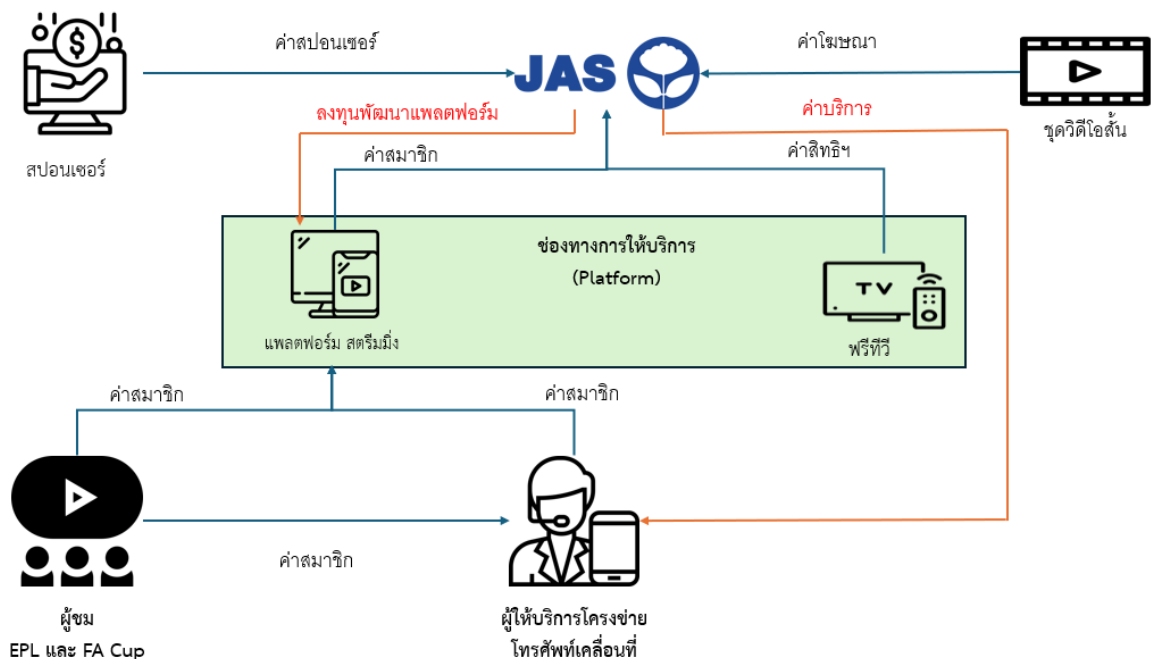 ค่าสปอนเซอร์
ค่าโฆษณา
JAS
ลงทุนพัฒนาแพลตฟอร์ม
ค่าบริการ
สปอนเซอร์
ชุดวิดีโอสั้น
ค่าสมาชิก
ค่าสิทธิฯ
ช่องทางการให้บริการ
(Platform)
TV
แพลตฟอร์ม สตรีมมิ่ง
ฟรีทีวี
ค่าสมาชิก
ค่าสมาชิก
ค่าสมาชิก
ผู้ชม
EPL และ FA Cup
ผู้ให้บริการโครงข่าย
โทรศัพท์เคลื่อนที่